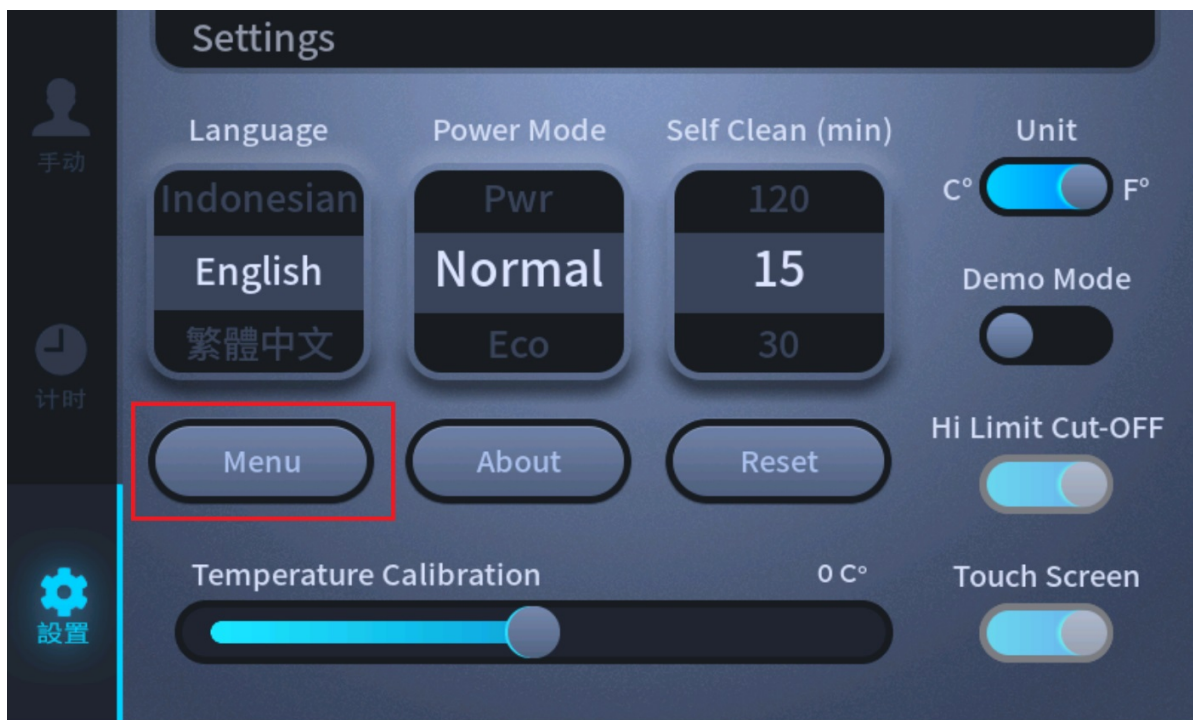 Settings
手动
计时
設置
Language
Indonesian
English
繁體中文
Power Mode
Pwr
Normal
Eco
Self Clean (min)
120
15
30
Unit
C° F°
Demo Mode
Hi Limit Cut-OFF
Menu
About
Reset
Temperature Calibration
0 C°
Touch Screen